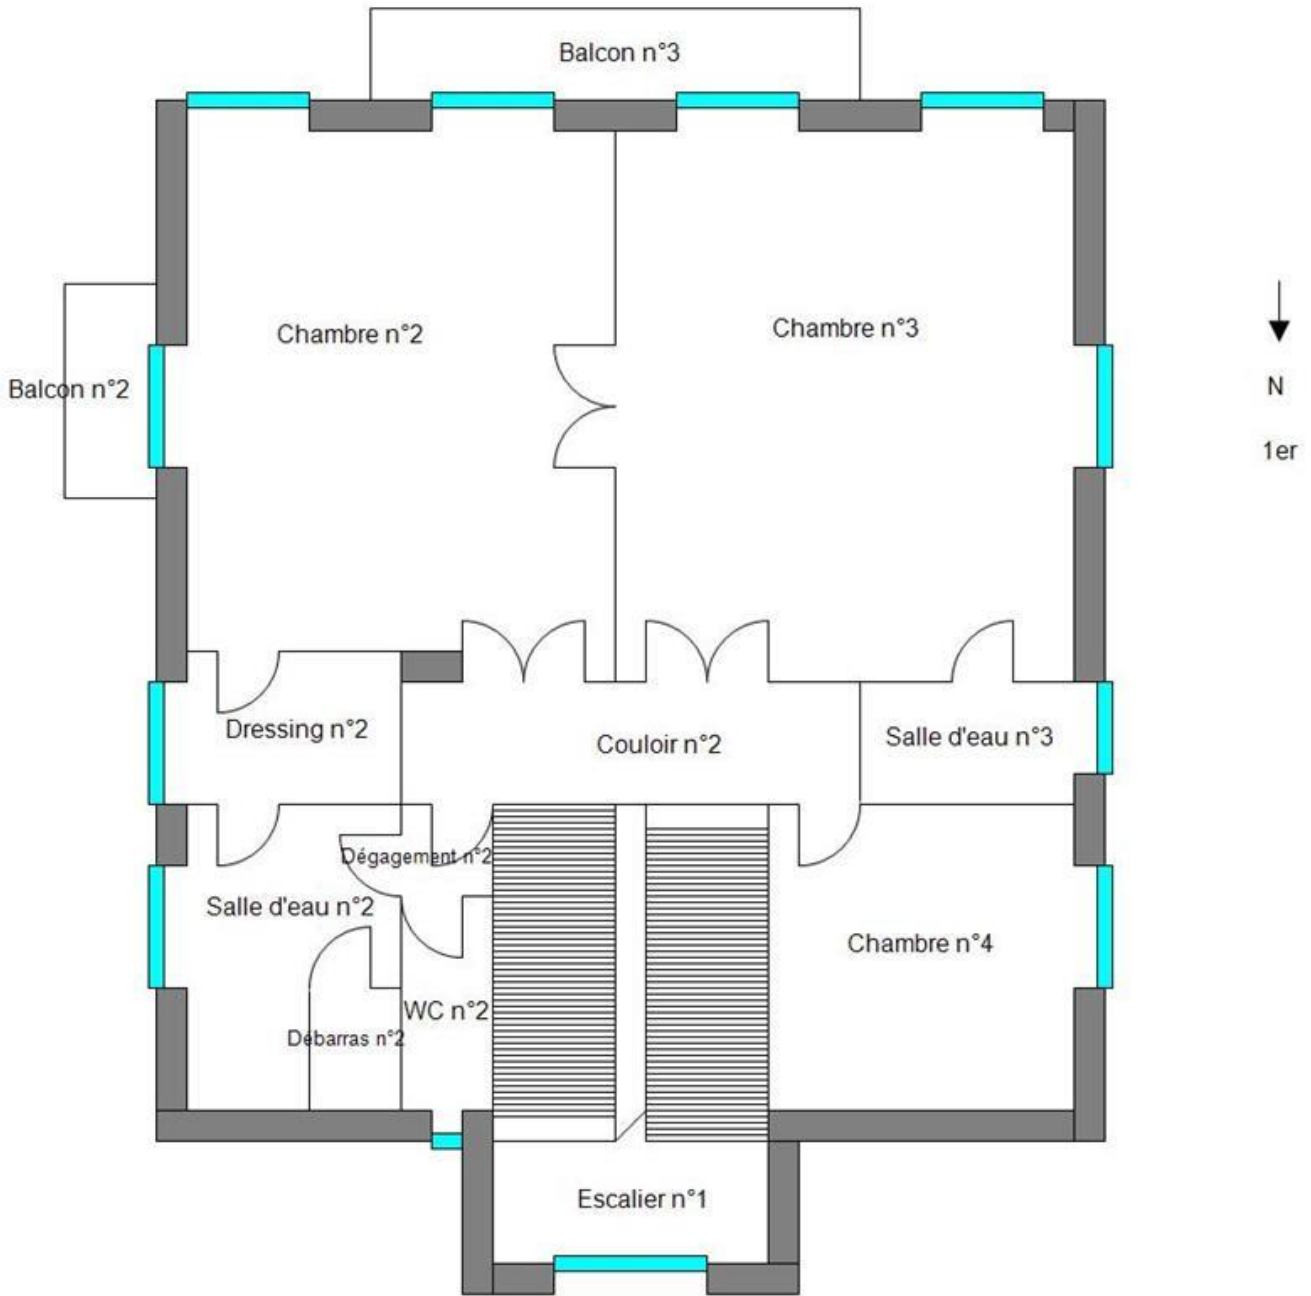 Balcon n°3
Chambre n°2
Chambre n°3
Balcon n°2
N
1er
Dressing n°2
Couloir n°2
Salle d'eau n°3
Dégagement n°2
Salle d'eau n°2
Chambre n°4
WC n°2
Débarras n°2
Escalier n°1